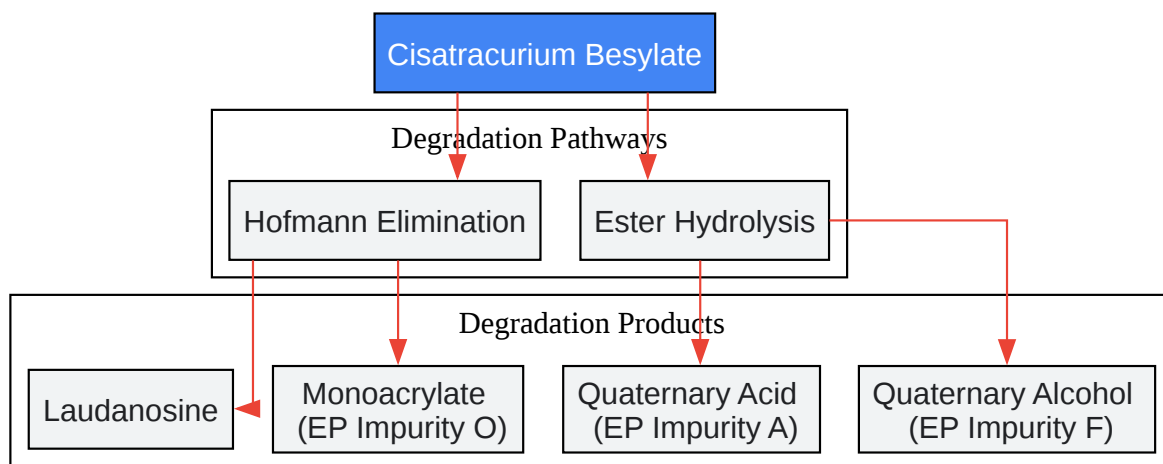 Cisatracurium Besylate
Degradation Pathways
Hofmann Elimination
Ester Hydrolysis
Degradation Products
Laudanosine
Monoacrylate
(EP Impurity O)
Quaternary Acid
(EP Impurity A)
Quaternary Alcohol
(EP Impurity F)